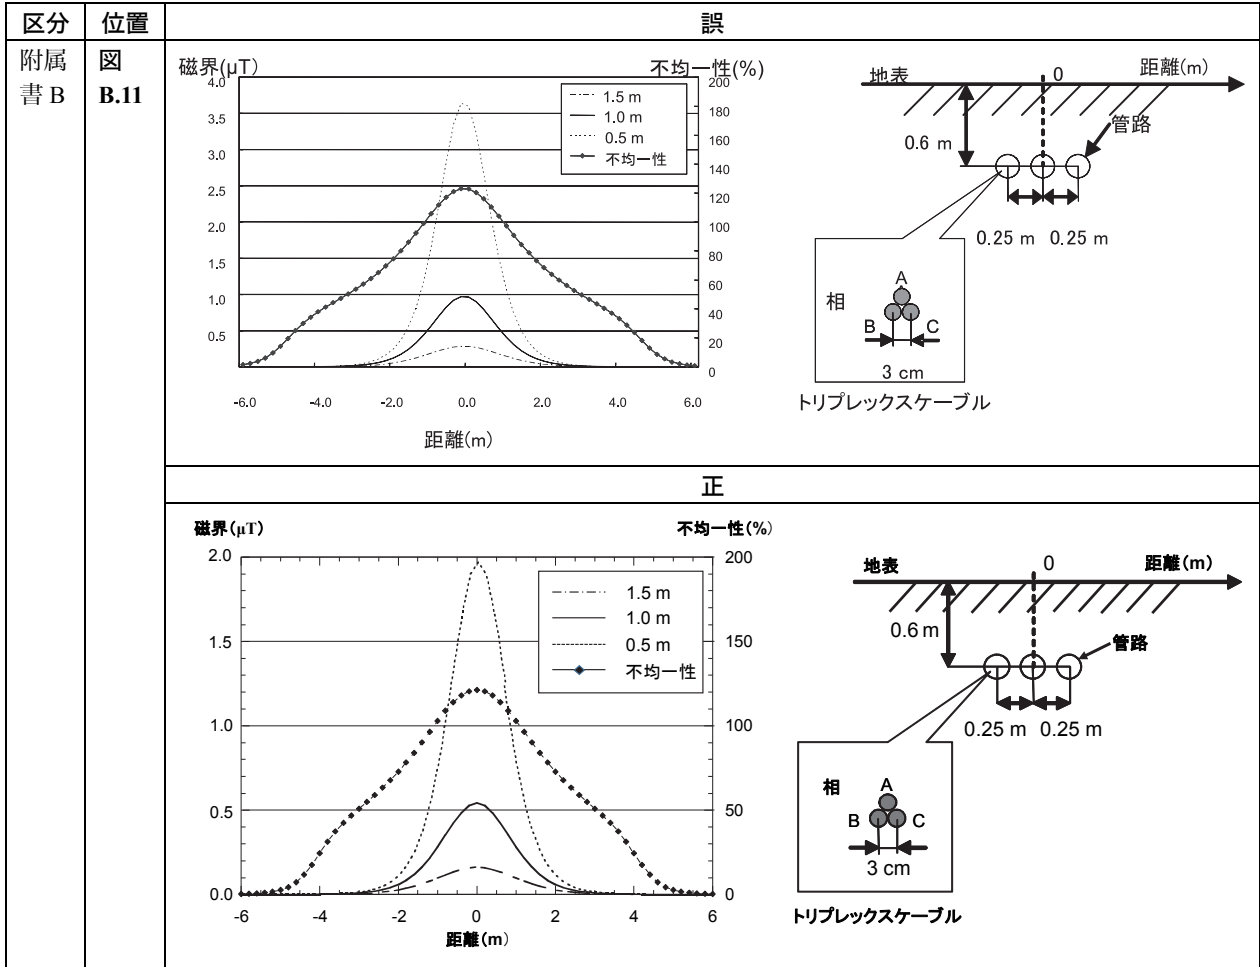 区分 位置 誤
附属書 B
図 B.11
磁界(μT) 不均一性(%)
4.0
3.5
3.0
2.5
2.0
1.5
1.0
0.5
200
180
160
140
120
100
80
60
40
20
0
1.5 m
1.0 m
0.5 m
不均一性
-6.0 -4.0 -2.0 0.0 2.0 4.0 6.0
距離(m)
地表 0 距離(m)
0.6 m
管路
0.25 m 0.25 m
相
A
B C
3 cm
トリプレックスケーブル
正
磁界(μT) 不均一性(%)
2.0
1.5
1.0
0.5
0.0
200
150
100
50
0
1.5 m
1.0 m
0.5 m
不均一性
-6 -4 -2 0 2 4 6
距離(m)
地表 0 距離(m)
0.6 m
管路
0.25 m 0.25 m
相
A
B C
3 cm
トリプレックスケーブル